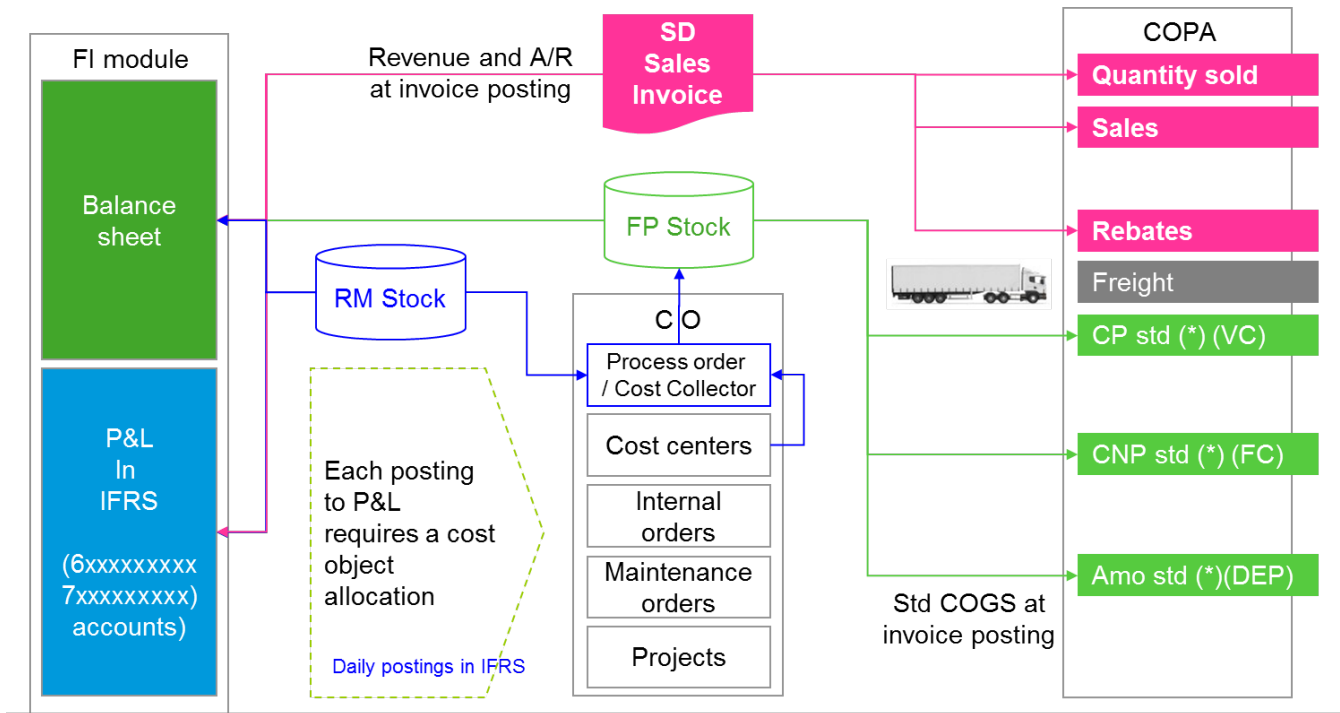 FI module
Balance
sheet
P&L
In
IFRS
(6xxxxxxxxx
7xxxxxxxxx)
accounts)
Revenue and A/R
at invoice posting
SD
Sales
Invoice
FP Stock
RM Stock
Each posting
to P&L
requires a cost
object
allocation
Daily postings in IFRS
C O
Process order
/ Cost Collector
Cost centers
Internal
orders
Maintenance
orders
Projects
Std COGS at
invoice posting
COPA
Quantity sold
Sales
Rebates
Freight
CP std (*) (VC)
CNP std (*) (FC)
Amo std (*)(DEP)